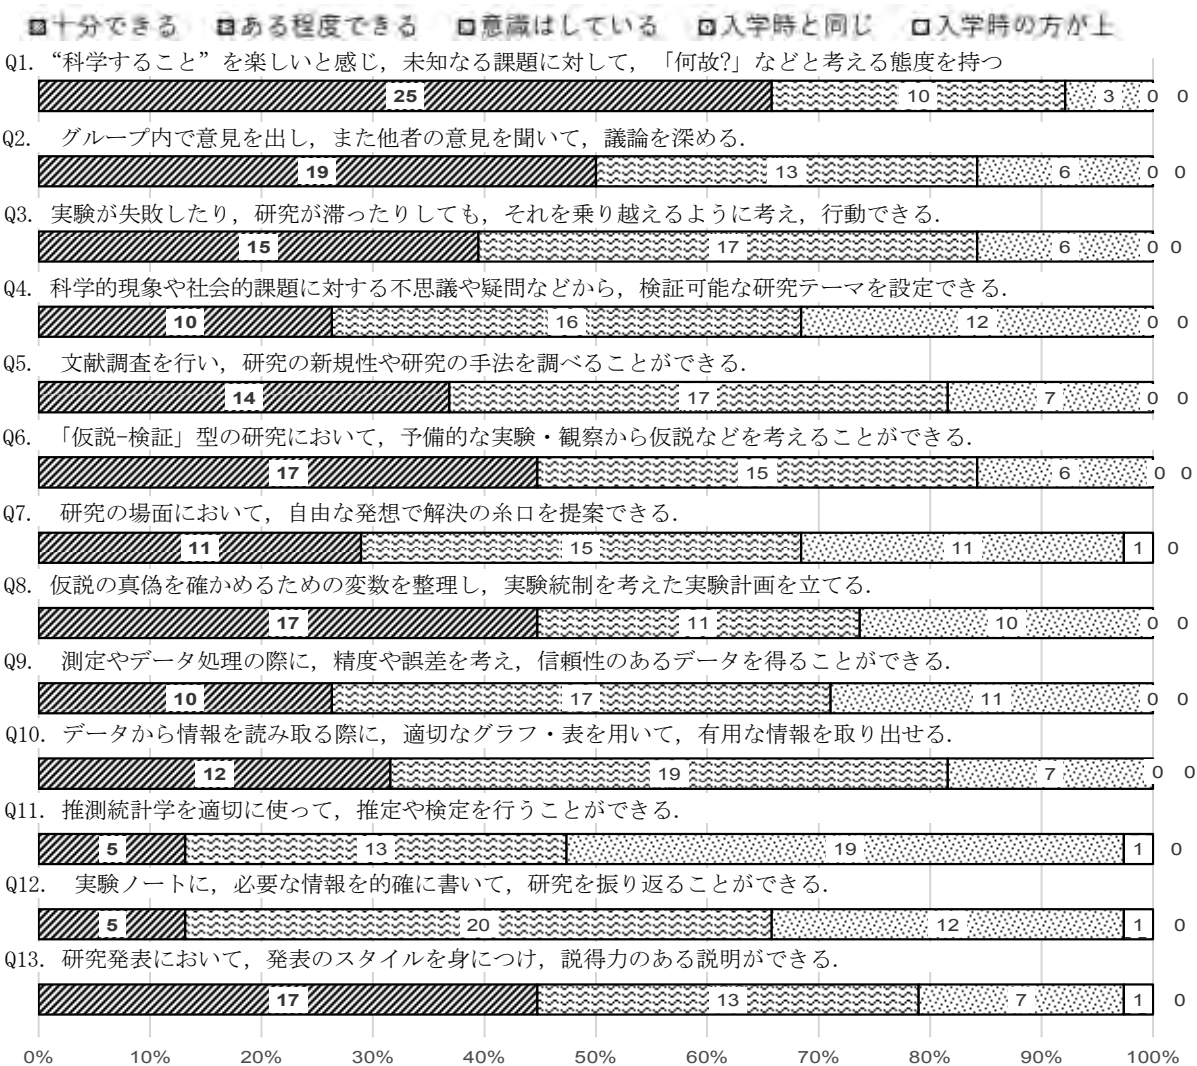 十分できる ある程度できる 意識はしている 入学時と同じ 入学時の方が上
Q1. “科学すること”を楽しいと感じ，未知なる課題に対して，「何故?」などと考える態度を持つ
25 10 3 0 0
Q2. グループ内で意見を出し，また他者の意見を聞いて，議論を深める．
19 13 6 0 0
Q3. 実験が失敗したり，研究が滞ったりしても，それを乗り越えるように考え，行動できる．
15 17 6 0 0
Q4. 科学的現象や社会的課題に対する不思議や疑問などから，検証可能な研究テーマを設定できる．
10 16 12 0 0
Q5. 文献調査を行い，研究の新規性や研究の手法を調べることができる．
14 17 7 0 0
Q6. 「仮説-検証」型の研究において，予備的な実験・観察から仮説などを考えることができる．
17 15 6 0 0
Q7. 研究の場面において，自由な発想で解決の糸口を提案できる．
11 15 11 1 0
Q8. 仮説の真偽を確かめるための変数を整理し，実験統制を考えた実験計画を立てる．
17 11 10 0 0
Q9. 測定やデータ処理の際に，精度や誤差を考え，信頼性のあるデータを得ることができる．
10 17 11 0 0
Q10. データから情報を読み取る際に，適切なグラフ・表を用いて，有用な情報を取り出せる．
12 19 7 0 0
Q11. 推測統計学を適切に使って，推定や検定を行うことができる．
5 13 19 1 0
Q12. 実験ノートに，必要な情報を的確に書いて，研究を振り返ることができる．
5 20 12 1 0
Q13. 研究発表において，発表のスタイルを身につけ，説得力のある説明ができる．
17 13 7 1 0
0% 10% 20% 30% 40% 50% 60% 70% 80% 90% 100%